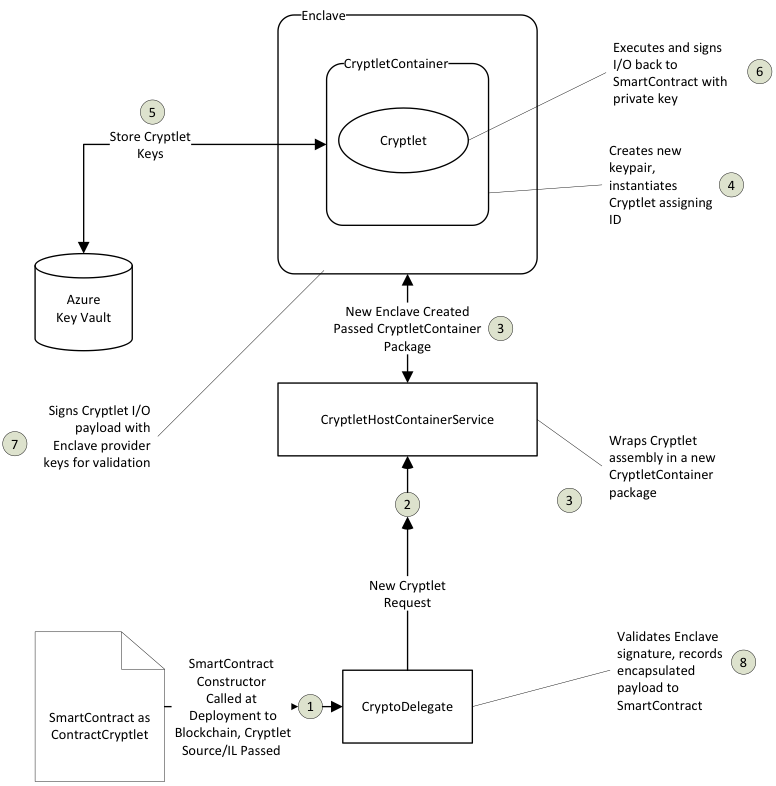 Enclave
CryptletContainer
Cryptlet
Executes and signs
I/O back to
SmartContract with
private key
6
5
Store Cryptlet
Keys
Creates new
keypair,
instantiates
Cryptlet assigning
ID
4
Azure
Key Vault
New Enclave Created
Passed CryptletContainer
Package
3
Signs Cryptlet I/O
payload with
Enclave provider
keys for validation
7
CryptletHostContainerService
Wraps Cryptlet
assembly in a new
CryptletContainer
package
3
2
New Cryptlet
Request
SmartContract as
ContractCryptlet
SmartContract
Constructor
Called at
Deployment to
Blockchain, Cryptlet
Source/IL Passed
1
CryptoDelegate
Validates Enclave
signature, records
encapsulated
payload to
SmartContract
8